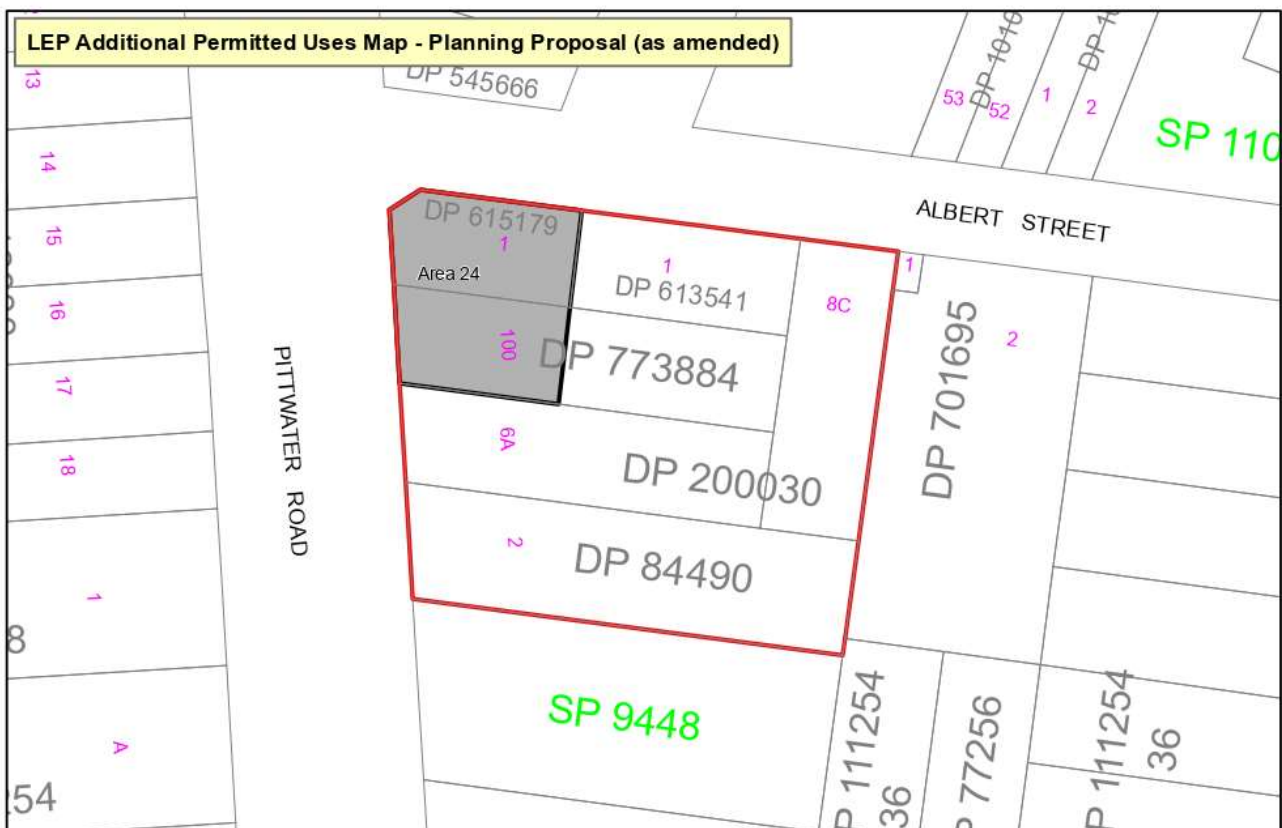 LEP Additional Permitted Uses Map - Planning Proposal (as amended)
DP 545666
13
14
15
16
17
18
1
A
8
254
PITTWATER ROAD
ALBERT STREET
53
DP 1010
52
1
DP 10
2
SP 110
DP 615179
1
Area 24
100
1
DP 613541
DP 773884
8C
1
2
DP 701695
6A
DP 200030
2
DP 84490
SP 9448
P 111254
36
P 77256
P 111254
36